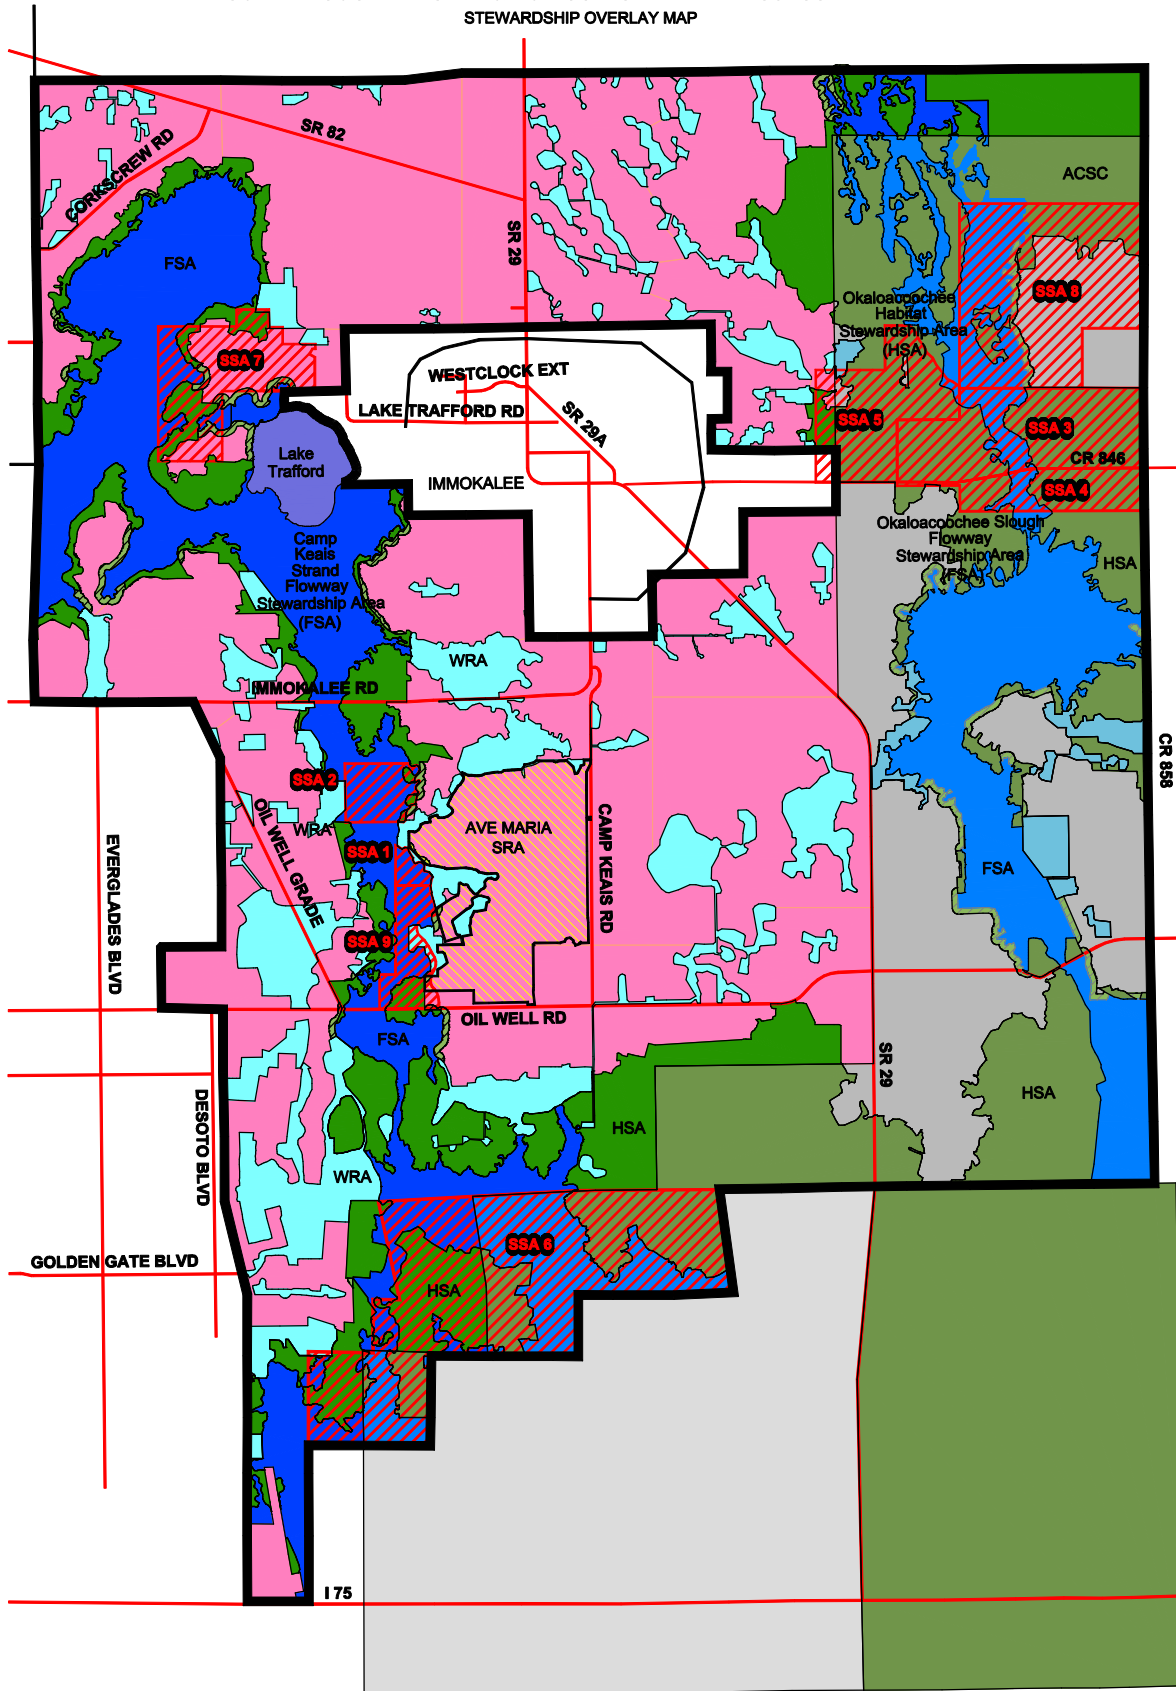 STEWARDSHIP OVERLAY MAP
SR 82
CORKSCREW RD
ACSC
SR 29
FSA
SSA 8
Okaloacoochee
Habitat
Stewardship Area
(HSA)
SSA 7
WESTCLOCK EXT
LAKE TRAFFORD RD
SR 29A
SSA 5
SSA 3
Lake
Trafford
CR 846
IMMOKALEE
SSA 4
Okaloacoochee Slough
Flowway
Stewardship Area
(FSA)
Camp
Keais
Strand
Flowway
Stewardship Area
(FSA)
HSA
WRA
IMMOKALEE RD
CR 858
SSA 2
OIL WELL GRADE
WRA
AVE MARIA
SRA
CAMP KEAIS RD
SSA 1
EVERGLADES BLVD
FSA
SSA 9
OIL WELL RD
FSA
SR 29
DESOTO BLVD
HSA
HSA
WRA
SSA 6
GOLDEN GATE BLVD
HSA
I 75